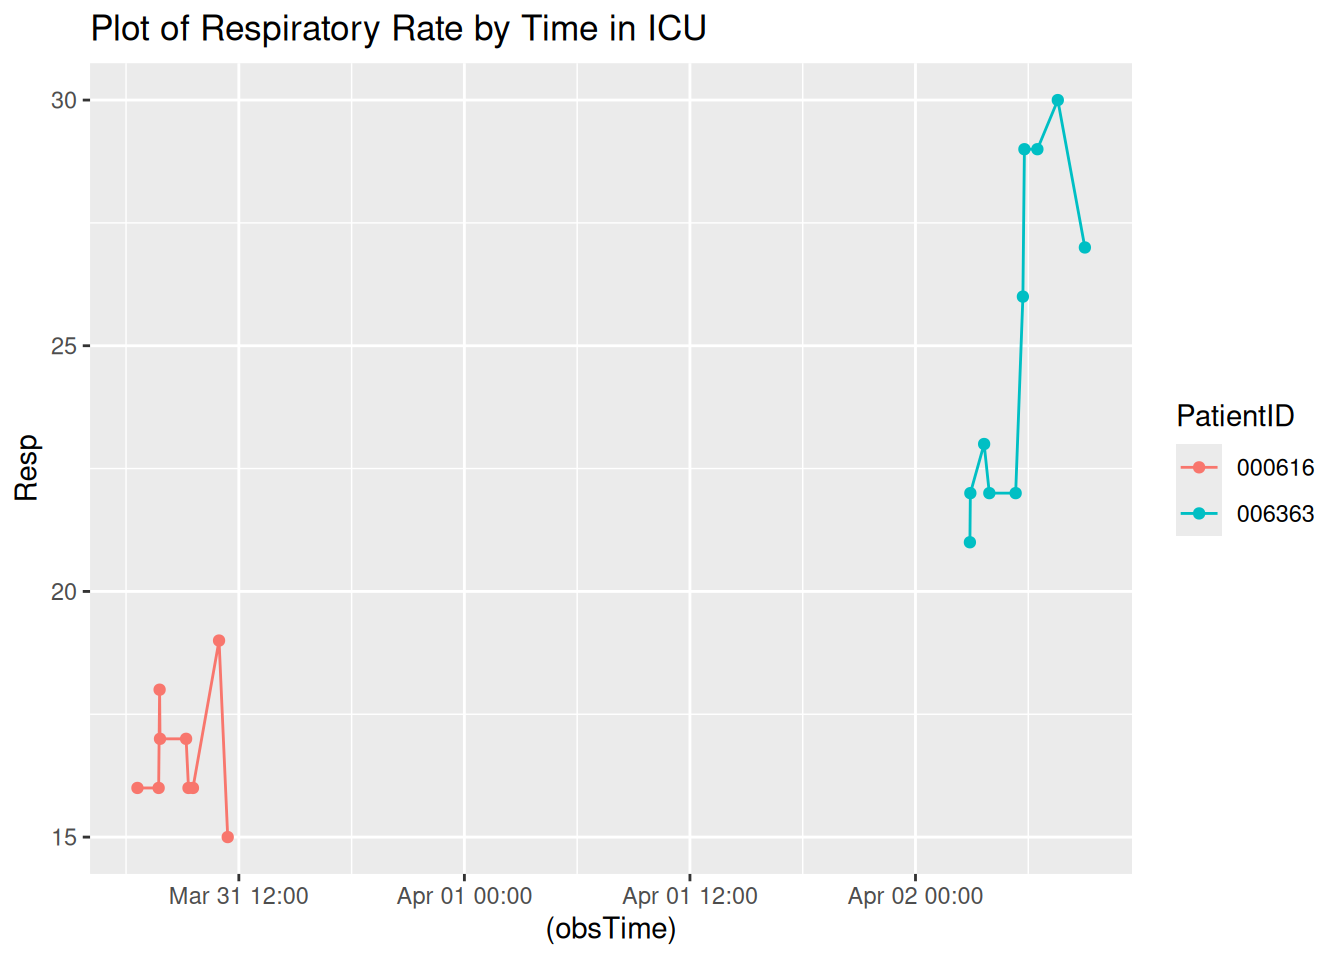 Plot of Respiratory Rate by Time in ICU
30
25
20
15
Resp
Mar 31 12:00
Apr 01 00:00
Apr 01 12:00
Apr 02 00:00
(obsTime)
PatientID
000616
006363